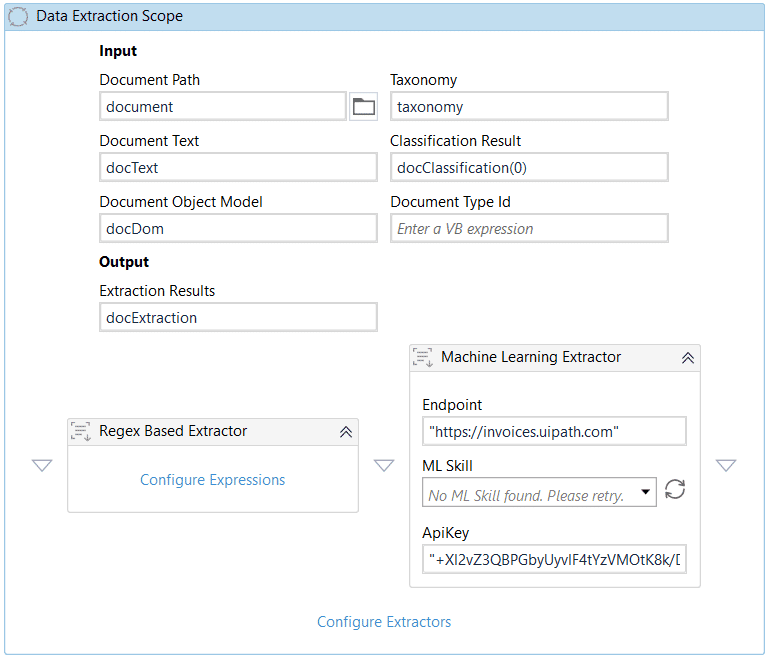 Data Extraction Scope
Input
Document Path
Taxonomy
document
taxonomy
Document Text
Classification Result
docText
docClassification(0)
Document Object Model
Document Type Id
docDom
Enter a VB expression
Output
Extraction Results
docExtraction
Regex Based Extractor
Configure Expressions
Machine Learning Extractor
Endpoint
"https://invoices.uipath.com"
ML Skill
No ML Skill found. Please retry.
ApiKey
Configure Extractors